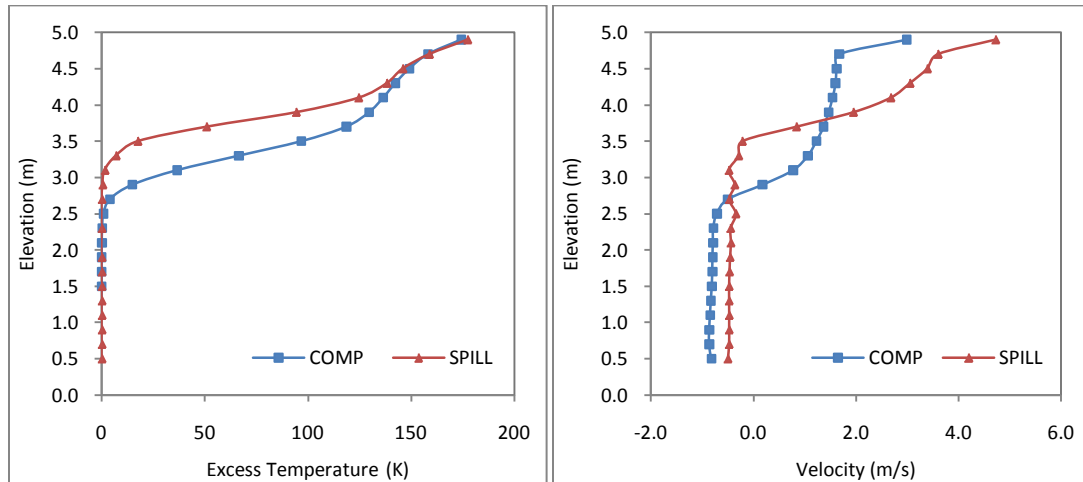 5.0
4.5
4.0
3.5
3.0
2.5
2.0
1.5
1.0
0.5
0.0
Elevation (m)
0 50 100 150 200
Excess Temperature (K)
COMP SPILL
5.0
4.5
4.0
3.5
3.0
2.5
2.0
1.5
1.0
0.5
0.0
Elevation (m)
-2.0 0.0 2.0 4.0 6.0
Velocity (m/s)
COMP SPILL